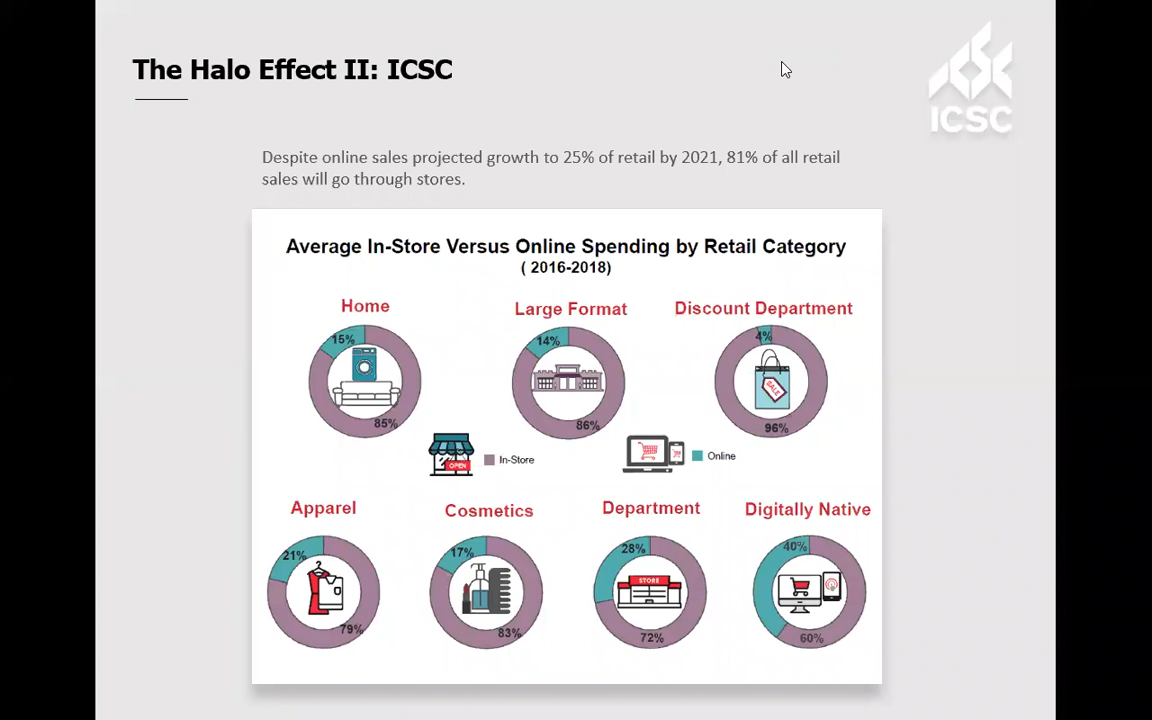 The Halo Effect II: ICSC
ICSC
Despite online sales projected growth to 25% of retail by 2021, 81% of all retail
sales will go through stores.
Average In-Store Versus Online Spending by Retail Category
( 2016-2018)
Home
Large Format
Discount Department
15%
14%
4%
SALE
85%
86%
96%
OPEN
In-Store
Online
Apparel
Cosmetics
Department
Digitally Native
21%
17%
28%
40%
STORE
79%
83%
72%
60%